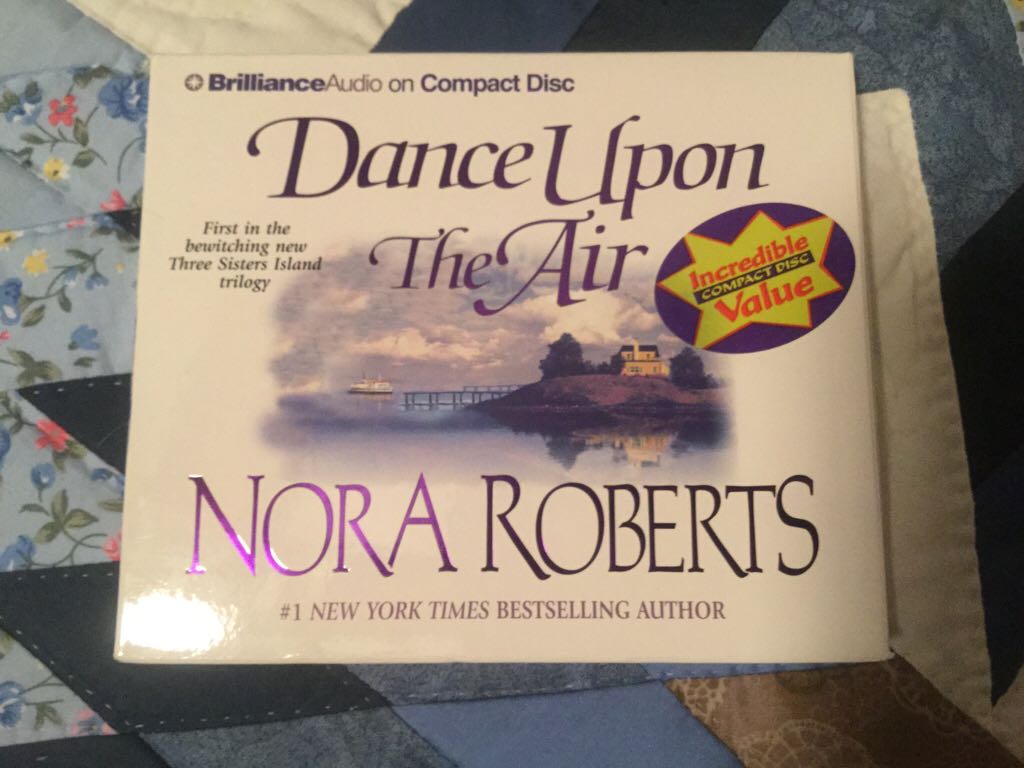 BrillianceAudio on Compact Disc
Dance Upon
The Air
First in the
bewitching new
Three Sisters Island
trilogy
Incredible
COMPACT DISC
Value
NORA ROBERTS
#1 NEW YORK TIMES BESTSELLING AUTHOR